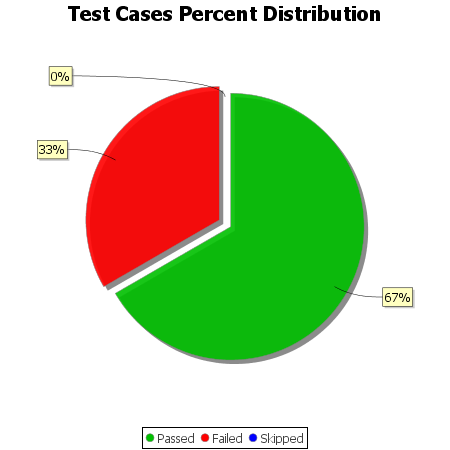 Test Cases Percent Distribution
0%
33%
67%
Passed Failed Skipped